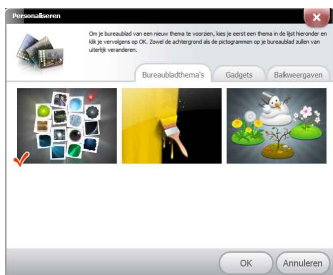 Personaliseren
Om je bureaublad van een nieuw thema te voorzien, kies je eerst een thema in de lijst hieronder en
klik je vervolgens op OK. Zowel de achtergrond als de pictogrammen op je bureaublad zullen van
uiterlijk veranderen.
Bureaubladthema's Gadgets Balkweergaven
OK Annuleren